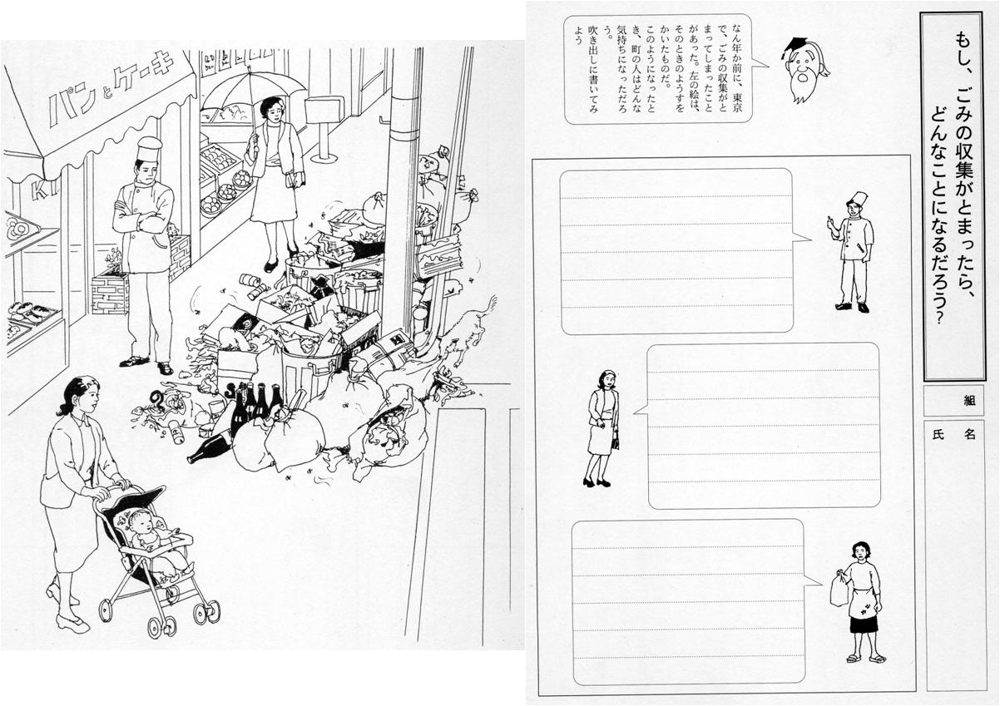 もし、ごみの収集がとまったら、
どんなことになるだろう?
組
氏　名
なん年か前に、東京
で、ごみの収集がと
まってしまったこと
があった。左の絵は、
そのときのようすを
かいたものだ。
このようになったと
き、町の人はどんな
気持ちになっただろ
う。
吹き出しに書いてみ
よう
パンとケーキ
KI